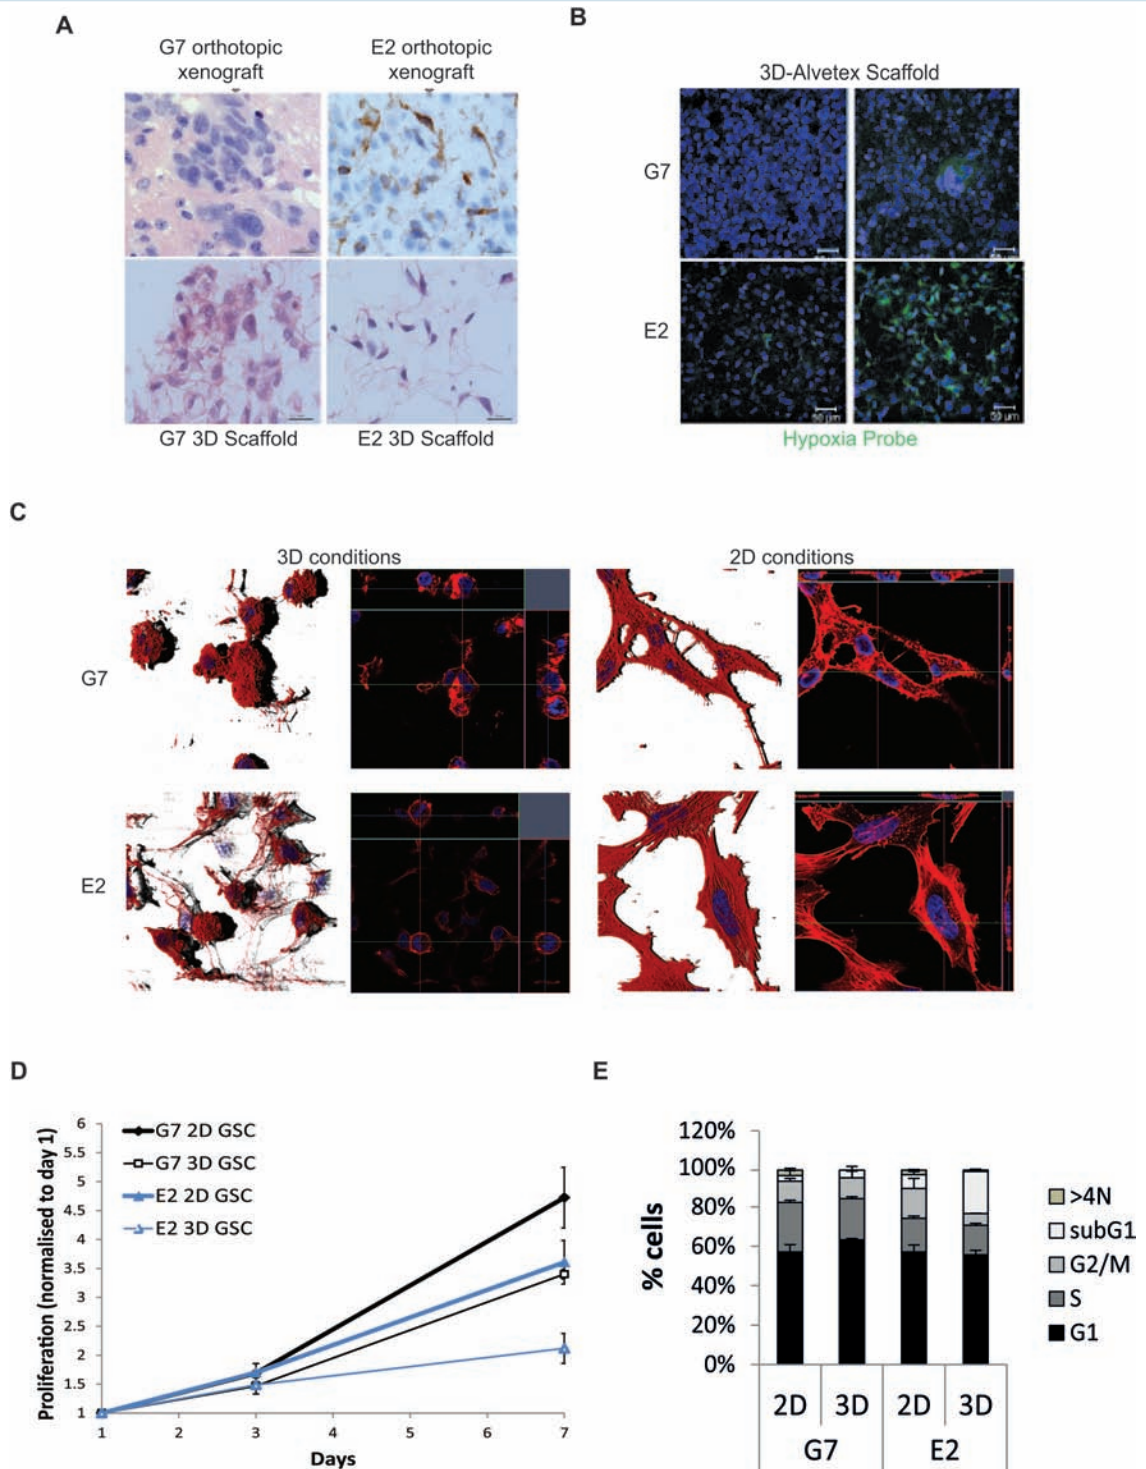 A
G7 orthotopic
xenograft
E2 orthotopic
xenograft
G7 3D Scaffold
E2 3D Scaffold
B
3D-Alvetex Scaffold
G7
E2
50 µm
50 µm
Hypoxia Probe
C
3D conditions
2D conditions
G7
E2
D
Proliferation (normalised to day 1)
6
5.5
5
4.5
4
3.5
3
2.5
2
1.5
1
G7 2D GSC
G7 3D GSC
E2 2D GSC
E2 3D GSC
1 2 3 4 5 6 7
Days
E
% cells
120%
100%
80%
60%
40%
20%
0%
2D 3D 2D 3D
G7 E2
>4N
subG1
G2/M
S
G1